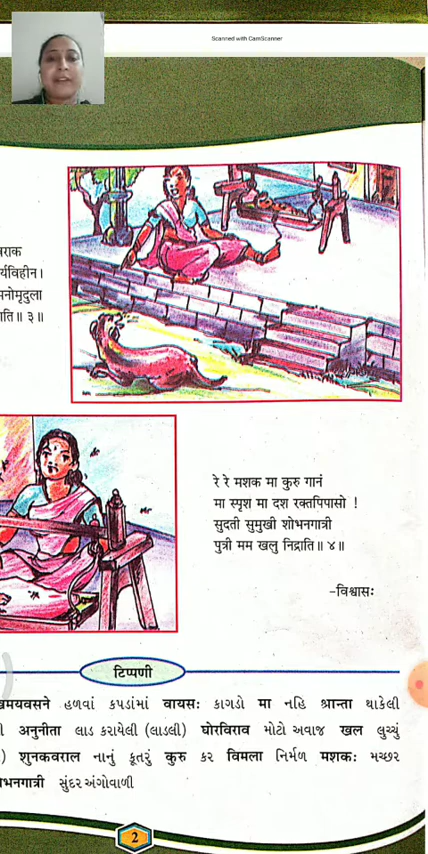 Scanned with CamScanner
वराक
र्यविहीन।
मनोमृदुला
ाति॥ ३॥
रे रे मशक मा कुरु गानं
मा स्पृश मा दश रक्तपिपासो !
सुदती सुमुखी शोभनगात्री
पुत्री मम खलु निद्राति॥ ४॥
-विश्वासः
टिप्पणी
मयवसने હળવાં કપડાંમાં वायसः કાગડો मा નહિ श्रान्ता થાકેલી
ી अनुनीता લાડ કરાયેલી (લાડલી) घोरविराव મોટો અવાજ खल લુચ્ચું
) शुनकवराल નાનું કૂતરું कुरु કર विमला નિર્મળ मशकः મચ્છર
भनगात्री સુંદર અંગોવાળી
2